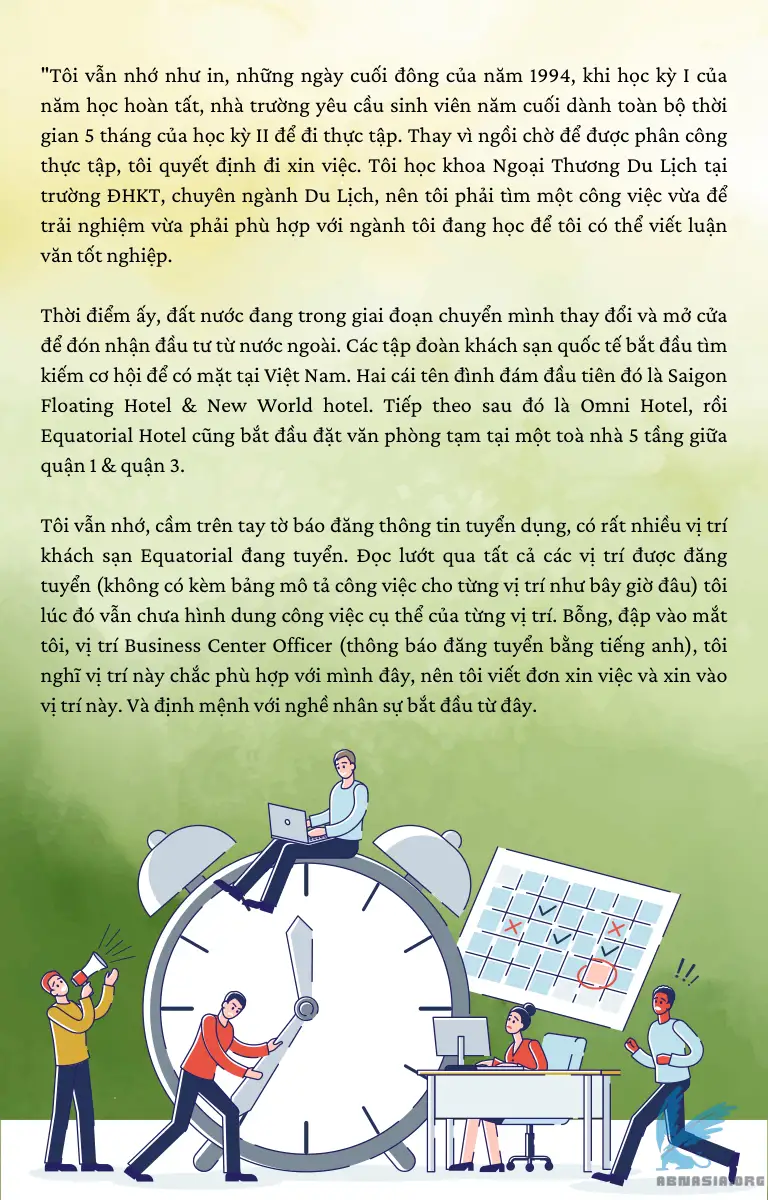 "Tôi vẫn nhớ như in, những ngày cuối đông của năm 1994, khi học kỳ I của
năm học hoàn tất, nhà trường yêu cầu sinh viên năm cuối dành toàn bộ thời
gian 5 tháng của học kỳ II để đi thực tập. Thay vì ngồi chờ để được phân công
thực tập, tôi quyết định đi xin việc. Tôi học khoa Ngoại Thương Du Lịch tại
trường ĐHKT, chuyên ngành Du Lịch, nên tôi phải tìm một công việc vừa để
trải nghiệm vừa phải phù hợp với ngành tôi đang học để tôi có thể viết luận
văn tốt nghiệp.
Thời điểm ấy, đất nước đang trong giai đoạn chuyển mình thay đổi và mở cửa
để đón nhận đầu tư từ nước ngoài. Các tập đoàn khách sạn quốc tế bắt đầu tìm
kiếm cơ hội để có mặt tại Việt Nam. Hai cái tên đình đám đầu tiên đó là Saigon
Floating Hotel & New World hotel. Tiếp theo sau đó là Omni Hotel, rồi
Equatorial Hotel cũng bắt đầu đặt văn phòng tạm tại một toà nhà 5 tầng giữa
quận 1 & quận 3.
Tôi vẫn nhớ, cầm trên tay tờ báo đăng thông tin tuyển dụng, có rất nhiều vị trí
khách sạn Equatorial đang tuyển. Đọc lướt qua tất cả các vị trí được đăng
tuyển (không có kèm bảng mô tả công việc cho từng vị trí như bây giờ đâu) tôi
lúc đó vẫn chưa hình dung công việc cụ thể của từng vị trí. Bỗng, đập vào mắt
tôi, vị trí Business Center Officer (thông báo đăng tuyển bằng tiếng anh), tôi
nghĩ vị trí này chắc phù hợp với mình đây, nên tôi viết đơn xin việc và xin vào
vị trí này. Và định mệnh với nghề nhân sự bắt đầu từ đây.
!!!
ABNASIA.ORG